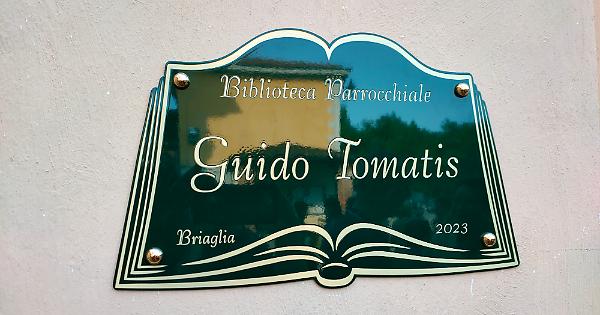 Biblioteca Parrocchiale
Guido Tomatis
Briaglia 2023